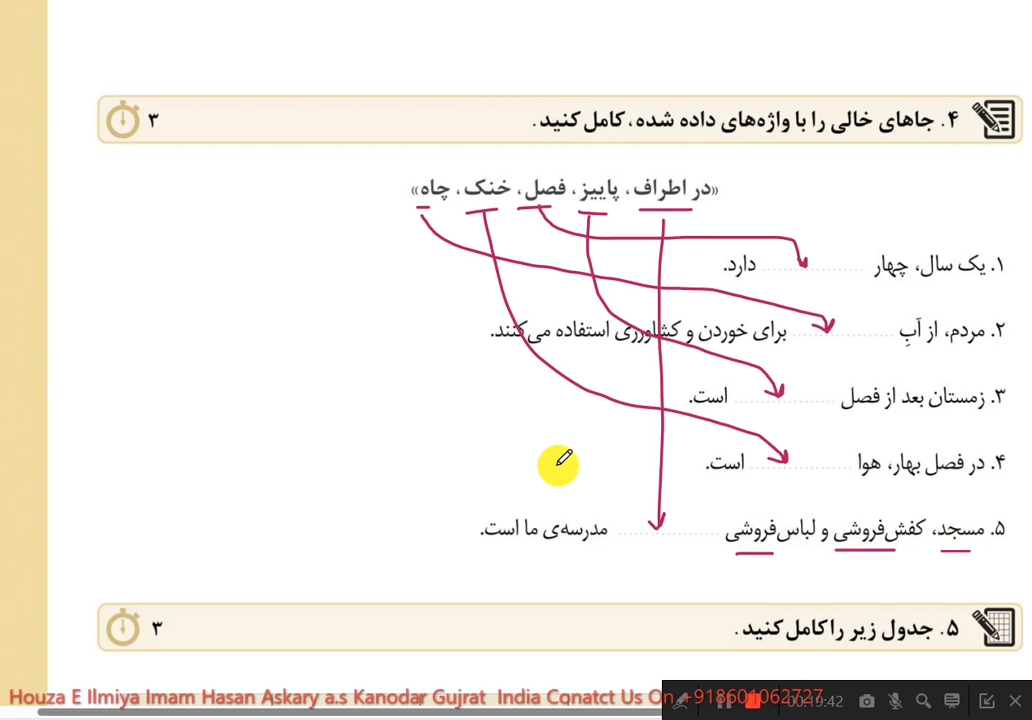 ۴. جاهای خالی را با واژه‌های داده شده، کامل کنید. ۳
«در اطراف، پاییز، فصل، خنک، چاه»
۱. یک سال، چهار .............. دارد.
۲. مردم، از آبِ .............. برای خوردن و کشاورزی استفاده می‌کنند.
۳. زمستان بعد از فصل .............. است.
۴. در فصل بهار، هوا .............. است.
۵. مسجد، کفش‌فروشی و لباس‌فروشی .............. مدرسه‌ی ما است.
۵. جدول زیر را کامل کنید. ۳
Houza E Ilmiya Imam Hasan Askary a.s Kanodar Gujrat India Conatct Us On +918601062727
00:19:42